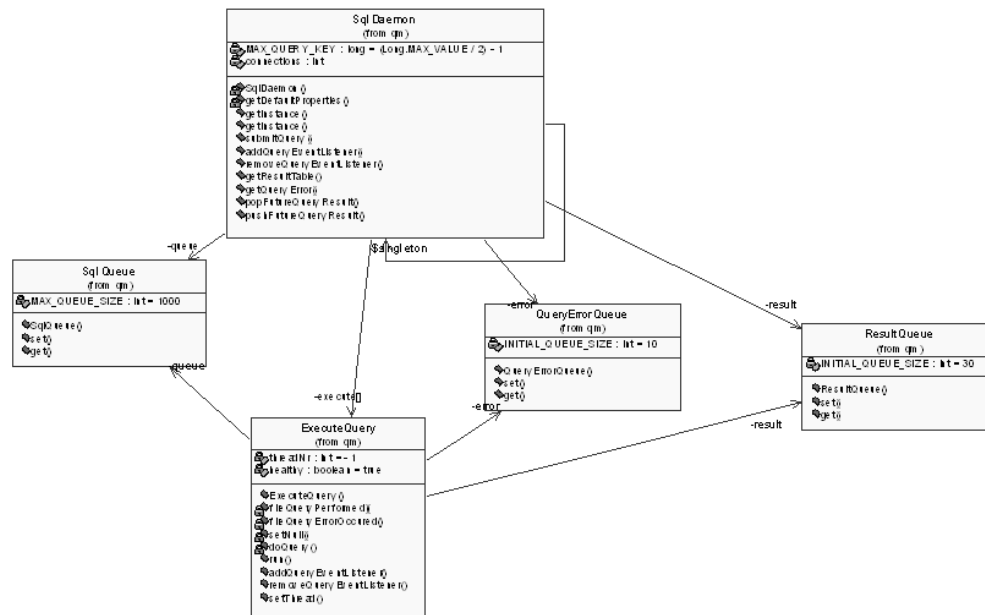 SqlDaemon
(from qm)
MAX_QUERY_KEY : long = (Long.MAX_VALUE / 2) - 1
connections : int
SqlDaemon()
getDefaultProperties()
getInstance()
getInstance()
submitQuery()
addQueryEventListener()
removeQueryEventListener()
getResultTable()
getQueryError()
popFutureQueryResult()
pushFutureQueryResult()
$singleton
-queue
SqlQueue
(from qm)
MAX_QUEUE_SIZE : int = 1000
SqlQueue()
set()
get()
-queue
-error
QueryErrorQueue
(from qm)
INITIAL_QUEUE_SIZE : int = 10
QueryErrorQueue()
set()
get()
-error
-result
ResultQueue
(from qm)
INITIAL_QUEUE_SIZE : int = 30
ResultQueue()
set()
get()
-result
-execute[]
ExecuteQuery
(from qm)
threadNr : int = - 1
healthy : boolean = true
ExecuteQuery()
fireQueryPerformed()
fireQueryErrorOccured()
setNull()
doQuery()
run()
addQueryEventListener()
removeQueryEventListener()
setThread()